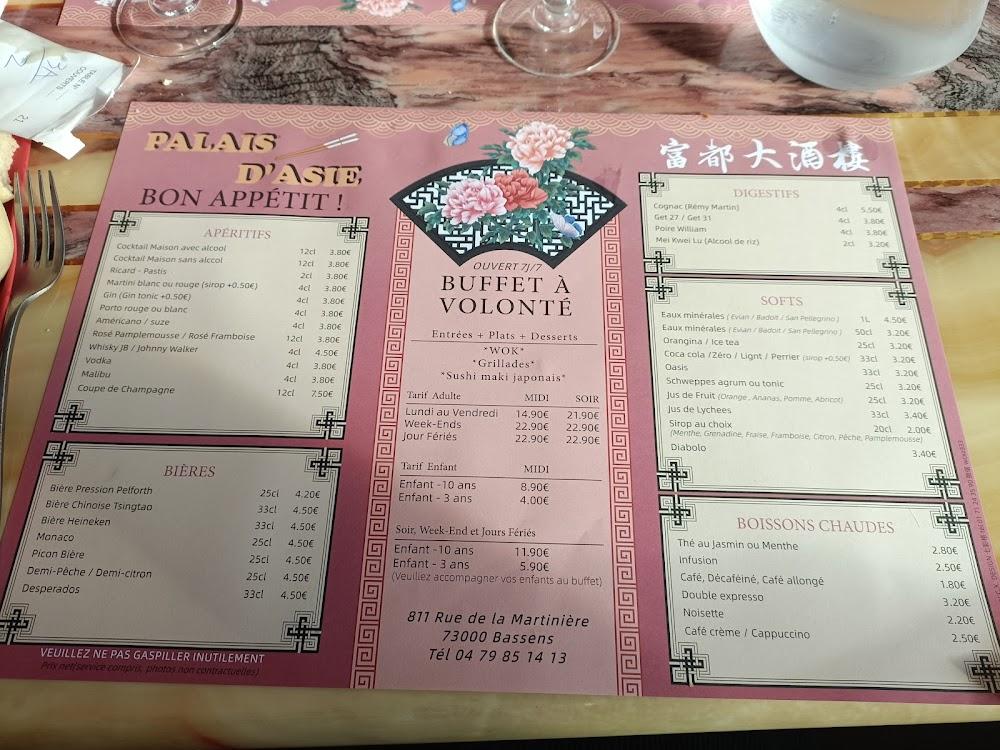 TABLE N°
COUVERTS
PALAIS
D'ASIE
BON APPÉTIT !
APÉRITIFS
Cocktail Maison avec alcool 12cl 3.80€
Cocktail Maison sans alccol 12cl 3.80€
Ricard - Pastis 2cl 3.80€
Martini blanc ou rouge (sirop +0.50€) 4cl 3.80€
Gin (Gin tonic +0.50€) 4cl 3.80€
Porto rouge ou blanc 4cl 3.80€
Américano / suze 4cl 3.80€
Rosé Pamplemousse / Rosé Framboise 12cl 3.80€
Whisky JB / Johnny Walker 4cl 4.50€
Vodka 4cl 3.80€
Malibu 4cl 3.80€
Coupe de Champagne 12cl 7.50€
BIÈRES
Bière Pression Pelforth 25cl 4.20€
Bière Chinoise Tsingtao 33cl 4.50€
Bière Heineken 33cl 4.50€
Monaco 25cl 4.50€
Picon Bière 25cl 4.50€
Demi-Pêche / Demi-citron 25cl 4.50€
Desperados 33cl 4.50€
VEUILLEZ NE PAS GASPILLER INUTILEMENT
Prix net(service compris, photos non contractuelles)
OUVERT 7J/7
BUFFET À
VOLONTÉ
Entrées + Plats + Desserts
*WOK*
*Grillades*
*Sushi maki japonais*
Tarif Adulte MIDI SOIR
Lundi au Vendredi 14.90€ 21.90€
Week-Ends 22.90€ 22.90€
Jour Fériés 22.90€ 22.90€
Tarif Enfant MIDI
Enfant -10 ans 8.90€
Enfant - 3 ans 4.00€
Soir, Week-End et Jours Fériés
Enfant -10 ans 11.90€
Enfant - 3 ans 5.90€
(Veuillez accompagner vos enfants au buffet)
811 Rue de la Martinière
73000 Bassens
Tél 04 79 85 14 13
富都大酒樓
DIGESTIFS
Cognac (Rémy Martin) 4cl 5.50€
Get 27 / Get 31 4cl 3.80€
Poire William 4cl 3.80€
Mei Kwei Lu (Alcool de riz) 2cl 3.20€
SOFTS
Eaux minérales ( Evian / Badoit / San Pellegrino ) 1L 4.50€
Eaux minérales ( Evian / Badoit / San Pellegrino ) 50cl 3.20€
Orangina / Ice tea 25cl 3.20€
Coca cola /Zéro / Lignt / Perrier (sirop +0.50€) 33cl 3.20€
Oasis 33cl 3.20€
Schweppes agrum ou tonic 25cl 3.20€
Jus de Fruit (Orange , Ananas, Pomme, Abricot) 25cl 3.20€
Jus de Lychees 33cl 3.40€
Sirop au choix 20cl 2.00€
(Menthe, Grenadine, Fraise, Framboise, Citron, Pêche, Pamplemousse)
Diabolo 3.40€
BOISSONS CHAUDES
Thé au Jasmin ou Menthe 2.80€
Infusion 2.50€
Café, Décaféiné, Café allongé 1.80€
Double expresso 3.20€
Noisette 2.20€
Café crème / Cappuccino 2.50€